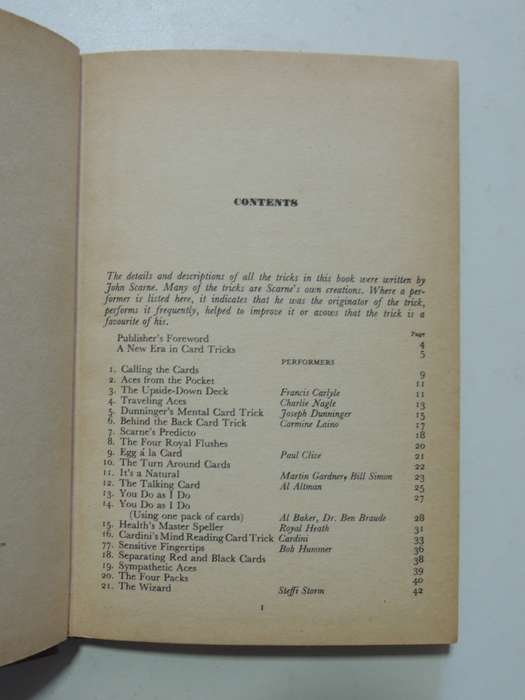 CONTENTS
The details and descriptions of all the tricks in this book were written by
John Scarne. Many of the tricks are Scarne's own creations. Where a per-
former is listed here, it indicates that he was the originator of the trick,
performs it frequently, helped to improve it or avows that the trick is a
favourite of his.
Page
Publisher's Foreword 4
A New Era in Card Tricks 5
PERFORMERS
1. Calling the Cards 9
2. Aces from the Pocket 11
3. The Upside-Down Deck Francis Carlyle 11
4. Traveling Aces Charlie Nagle 13
5. Dunninger's Mental Card Trick Joseph Dunninger 15
6. Behind the Back Card Trick Carmine Laino 17
7. Scarne's Predicto 18
8. The Four Royal Flushes 20
9. Egg á la Card Paul Clive 21
10. The Turn Around Cards 22
11. It's a Natural Martin Gardner, Bill Simon 23
12. The Talking Card Al Altman 25
13. You Do as I Do 27
14. You Do as I Do
(Using one pack of cards) Al Baker, Dr. Ben Braude 28
15. Health's Master Speller Royal Heath 31
16. Cardini's Mind Reading Card Trick Cardini 33
77. Sensitive Fingertips Bob Hummer 36
18. Separating Red and Black Cards 38
19. Sympathetic Aces 39
20. The Four Packs 40
21. The Wizard Steffi Storm 42
1